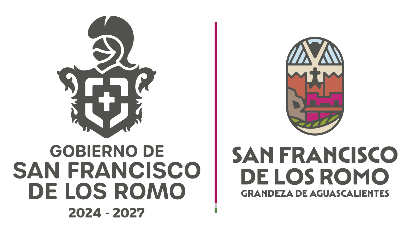 GOBIERNO DE
SAN FRANCISCO
DE LOS ROMO
2024 - 2027
SAN FRANCISCO
DE LOS ROMO
GRANDEZA DE AGUASCALIENTES